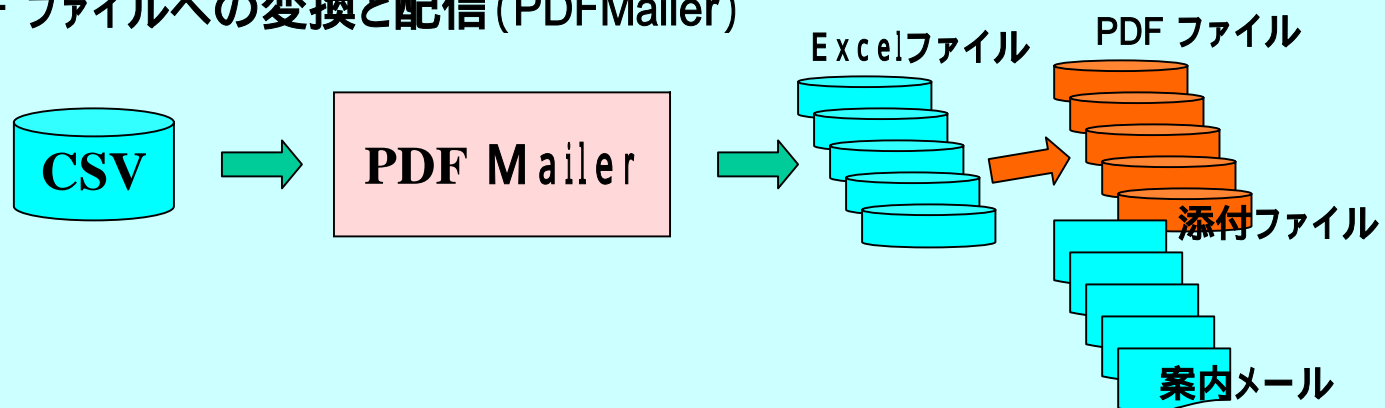 ファイルへの変換と配信(PDFMailer)
Excelファイル
PDF ファイル
CSV
PDF Mailer
添付ファイル
案内メール